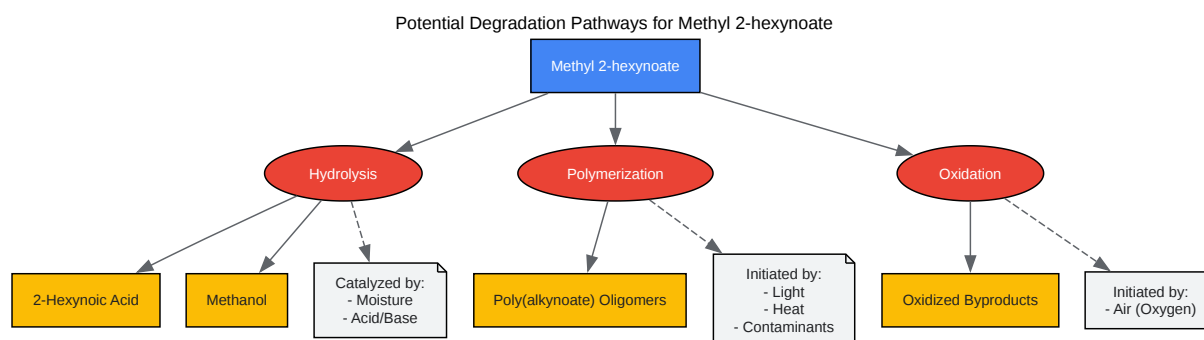 Potential Degradation Pathways for Methyl 2-hexynoate
Methyl 2-hexynoate
Hydrolysis
Polymerization
Oxidation
2-Hexynoic Acid
Methanol
Catalyzed by:
- Moisture
- Acid/Base
Poly(alkynoate) Oligomers
Initiated by:
- Light
- Heat
- Contaminants
Oxidized Byproducts
Initiated by:
- Air (Oxygen)